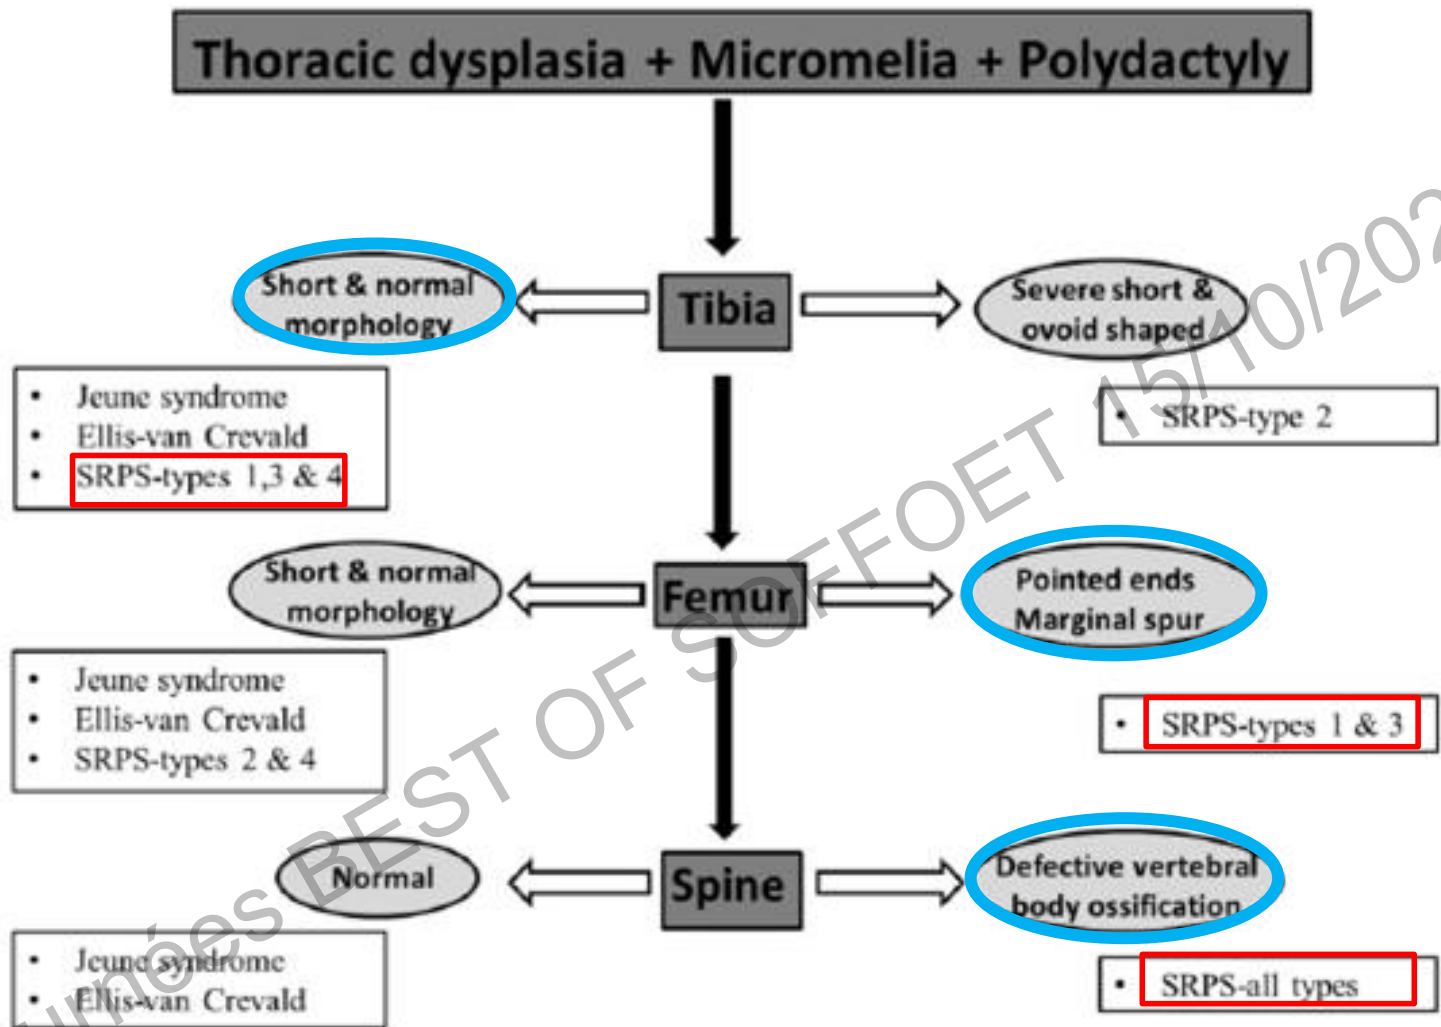 Thoracic dysplasia + Micromelia + Polydactyly
Short & normal
morphology
Tibia
Severe short &
ovoid shaped
• Jeune syndrome
• Ellis-van Crevald
• SRPS-types 1,3 & 4
• SRPS-type 2
Short & normal
morphology
Femur
Pointed ends
Marginal spur
• Jeune syndrome
• Ellis-van Crevald
• SRPS-types 2 & 4
• SRPS-types 1 & 3
Normal
Spine
Defective vertebral
body ossification
• Jeune syndrome
• Ellis-van Crevald
• SRPS-all types
BEST OF SOFFOET 15/10/202